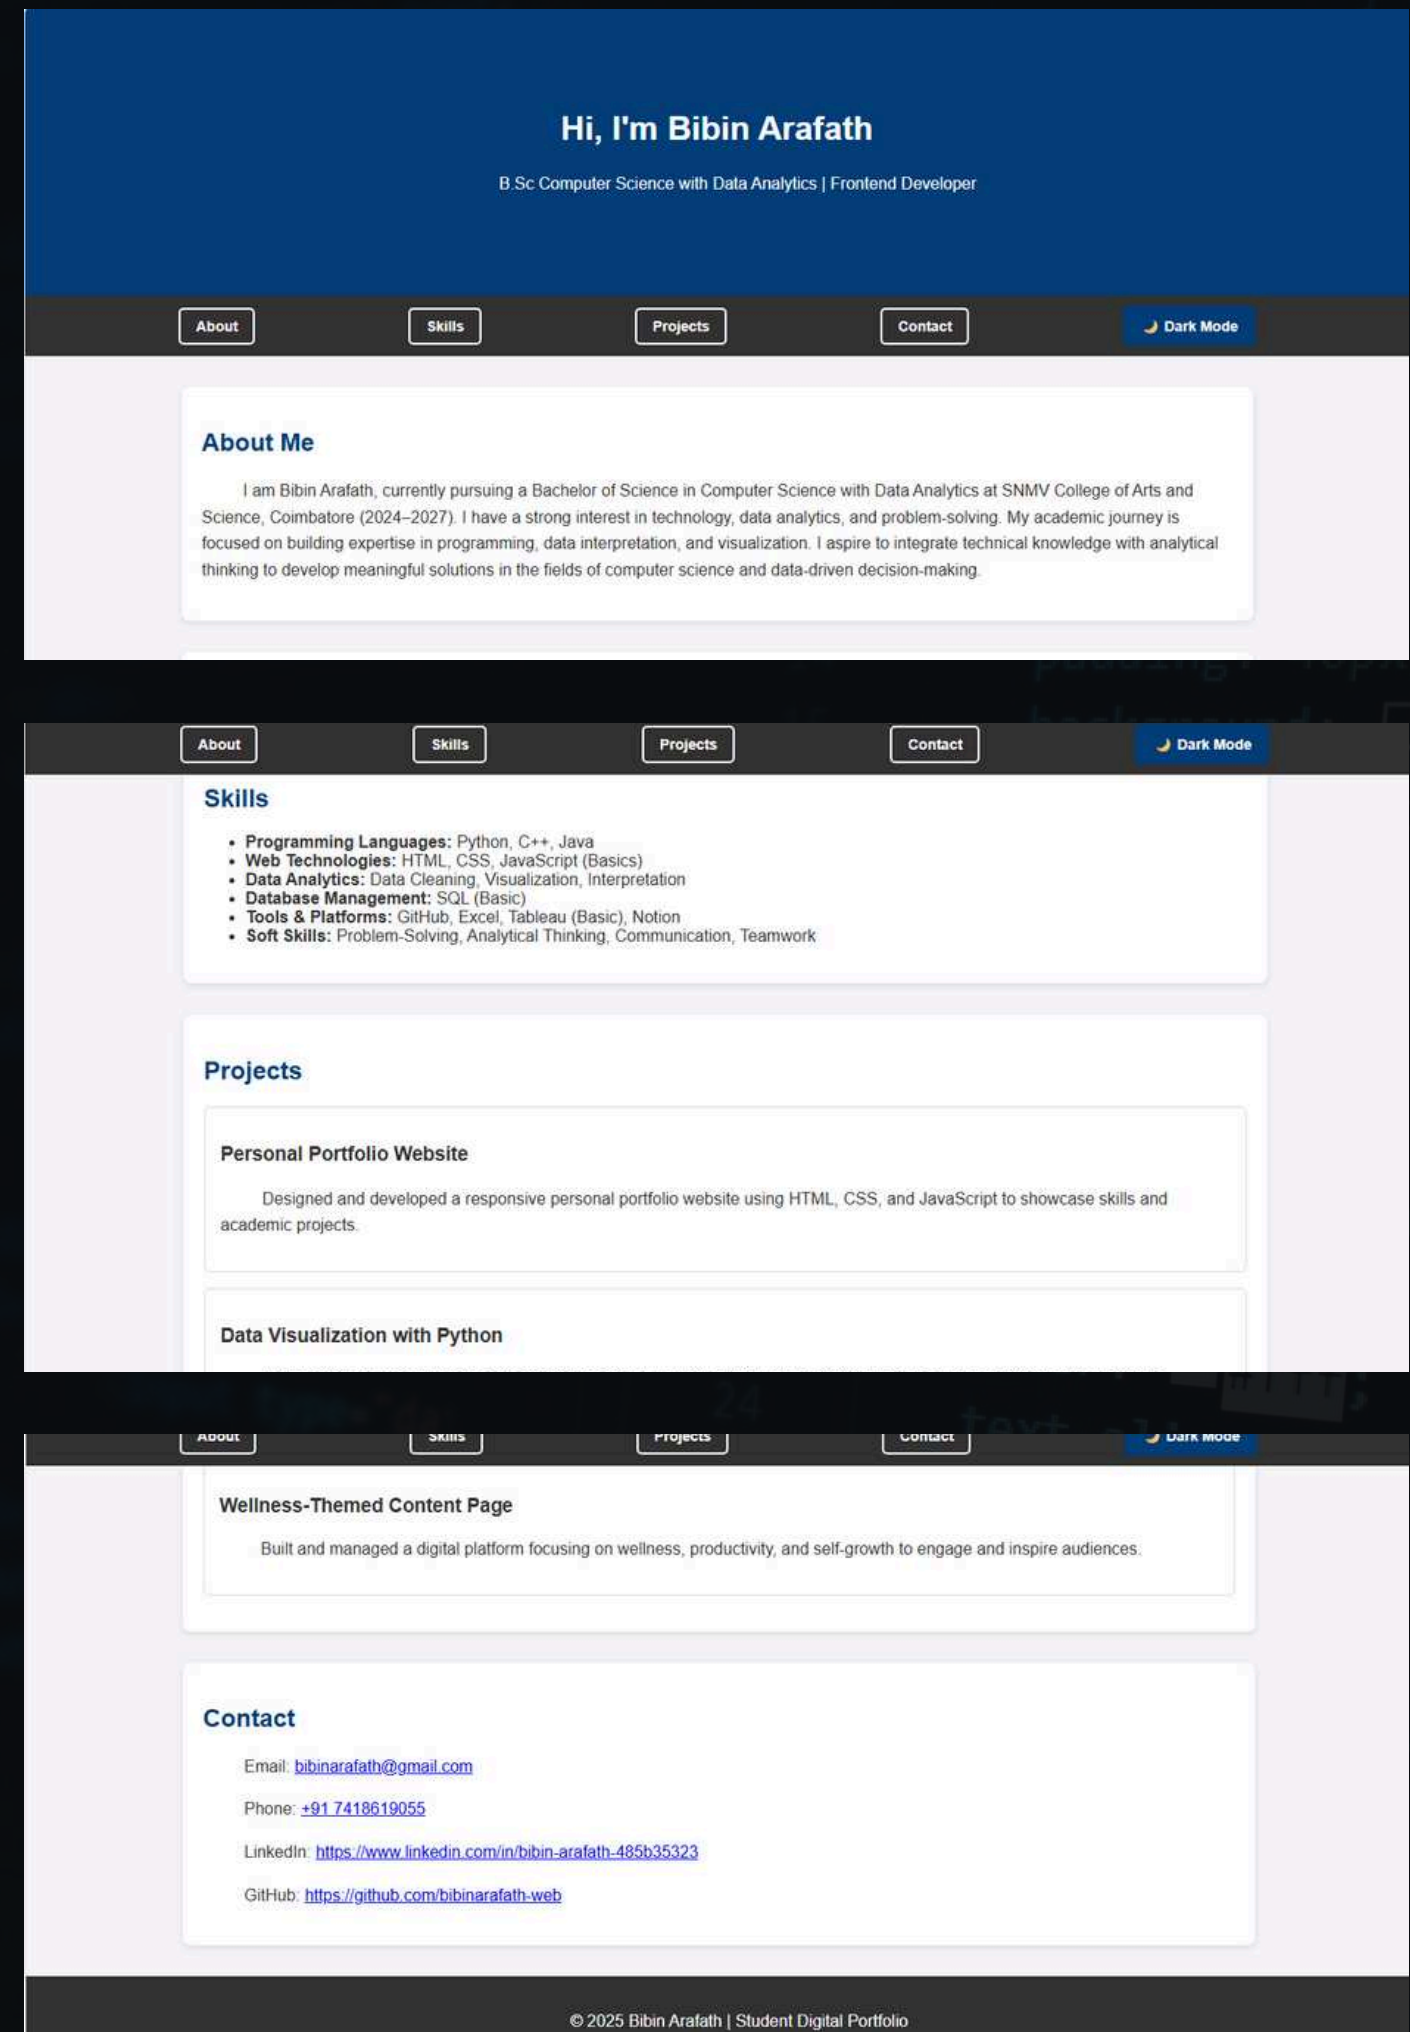 Hi, I'm Bibin Arafath
B.Sc Computer Science with Data Analytics | Frontend Developer
About
Skills
Projects
Contact
🌙 Dark Mode
About Me
I am Bibin Arafath, currently pursuing a Bachelor of Science in Computer Science with Data Analytics at SNMV College of Arts and
Science, Coimbatore (2024–2027). I have a strong interest in technology, data analytics, and problem-solving. My academic journey is
focused on building expertise in programming, data interpretation, and visualization. I aspire to integrate technical knowledge with analytical
thinking to develop meaningful solutions in the fields of computer science and data-driven decision-making.
About
Skills
Projects
Contact
🌙 Dark Mode
Skills
• Programming Languages: Python, C++, Java
• Web Technologies: HTML, CSS, JavaScript (Basics)
• Data Analytics: Data Cleaning, Visualization, Interpretation
• Database Management: SQL (Basic)
• Tools & Platforms: GitHub, Excel, Tableau (Basic), Notion
• Soft Skills: Problem-Solving, Analytical Thinking, Communication, Teamwork
Projects
Personal Portfolio Website
Designed and developed a responsive personal portfolio website using HTML, CSS, and JavaScript to showcase skills and
academic projects.
Data Visualization with Python
24
About
Skills
Projects
Contact
🌙 Dark Mode
Wellness-Themed Content Page
Built and managed a digital platform focusing on wellness, productivity, and self-growth to engage and inspire audiences.
Contact
Email: bibinarafath@gmail.com
Phone: +91 7418619055
LinkedIn: https://www.linkedin.com/in/bibin-arafath-485b35323
GitHub: https://github.com/bibinarafath-web
© 2025 Bibin Arafath | Student Digital Portfolio